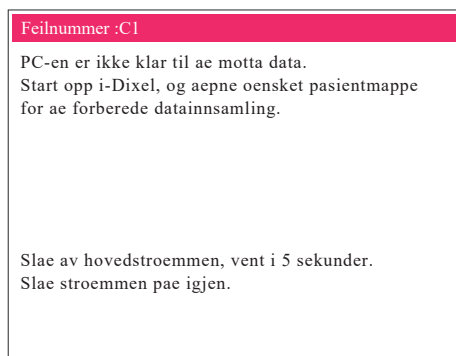 Feilnummer :C1
PC-en er ikke klar til ae motta data.
Start opp i-Dixel, og aepne oensket pasientmappe
for ae forberede datainnsamling.
Slae av hovedstroemmen, vent i 5 sekunder.
Slae stroemmen pae igjen.